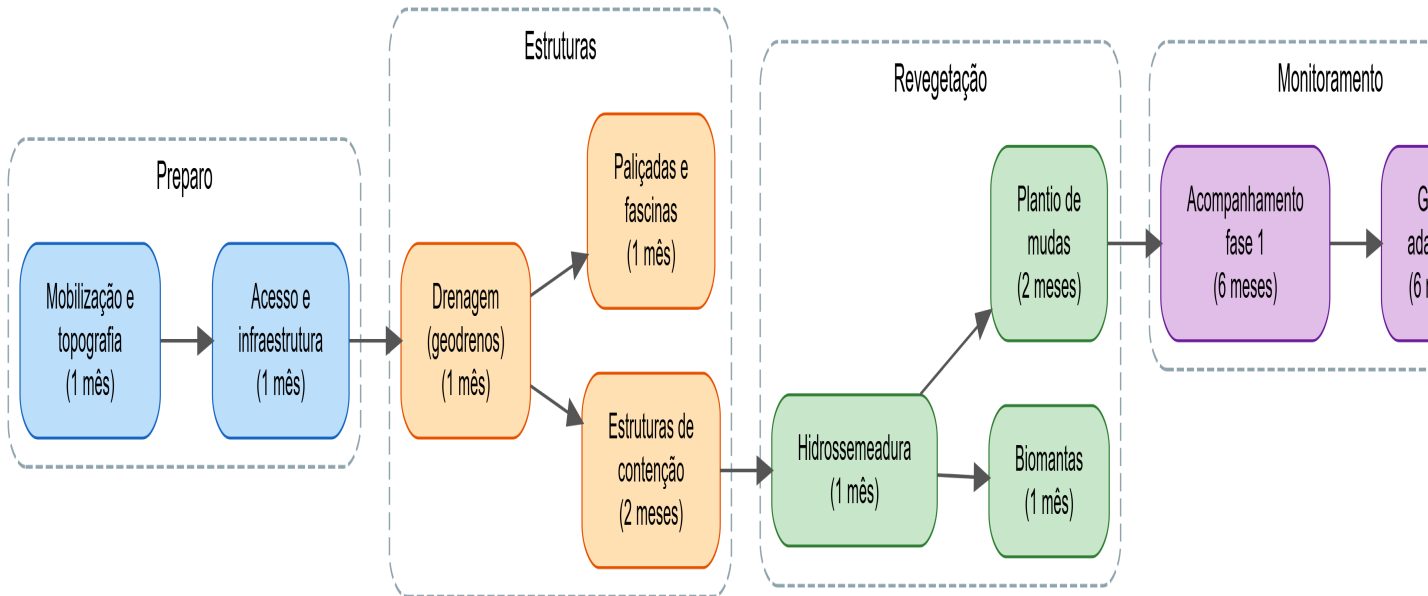 Preparo
Mobilização e
topografia
(1 mês)
Acesso e
infraestrutura
(1 mês)
Estruturas
Drenagem
(geodrenos)
(1 mês)
Paliçadas e
fascinas
(1 mês)
Estruturas de
contenção
(2 meses)
Revegetação
Hidrossemeadura
(1 mês)
Plantio de
mudas
(2 meses)
Biomantas
(1 mês)
Monitoramento
Acompanhamento
fase 1
(6 meses)
(6